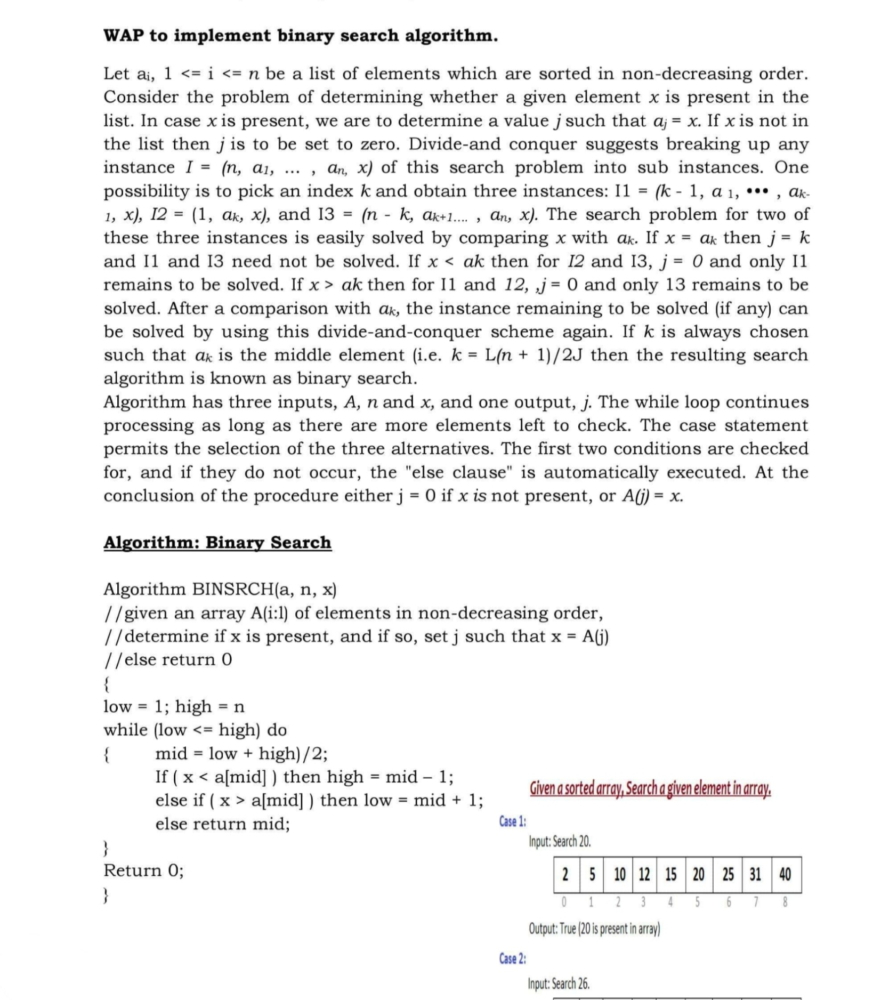 WAP to implement binary search algorithm.
Let ai, 1 <= i <= n be a list of elements which are sorted in non-decreasing order.
Consider the problem of determining whether a given element x is present in the
list. In case x is present, we are to determine a value j such that aj = x. If x is not in
the list then j is to be set to zero. Divide-and conquer suggests breaking up any
instance I = (n, a1, ... , an, x) of this search problem into sub instances. One
possibility is to pick an index k and obtain three instances: I1 = (k - 1, a 1, ••• , ak-
1, x), I2 = (1, ak, x), and I3 = (n - k, ak+1.... , an, x). The search problem for two of
these three instances is easily solved by comparing x with ak. If x = ak then j = k
and I1 and I3 need not be solved. If x < ak then for I2 and I3, j = 0 and only I1
remains to be solved. If x > ak then for I1 and 12, ,j = 0 and only 13 remains to be
solved. After a comparison with ak, the instance remaining to be solved (if any) can
be solved by using this divide-and-conquer scheme again. If k is always chosen
such that ak is the middle element (i.e. k = L(n + 1)/2J then the resulting search
algorithm is known as binary search.
Algorithm has three inputs, A, n and x, and one output, j. The while loop continues
processing as long as there are more elements left to check. The case statement
permits the selection of the three alternatives. The first two conditions are checked
for, and if they do not occur, the "else clause" is automatically executed. At the
conclusion of the procedure either j = 0 if x is not present, or A(j) = x.
Algorithm: Binary Search
Algorithm BINSRCH(a, n, x)
//given an array A(i:l) of elements in non-decreasing order,
//determine if x is present, and if so, set j such that x = A(j)
//else return 0
{
low = 1; high = n
while (low <= high) do
{ mid = low + high)/2;
If ( x < a[mid] ) then high = mid – 1;
else if ( x > a[mid] ) then low = mid + 1;
else return mid;
}
Return 0;
}
Given a sorted array, Search a given element in array.
Case 1:
Input: Search 20.
2 5 10 12 15 20 25 31 40
0 1 2 3 4 5 6 7 8
Output: True (20 is present in array)
Case 2:
Input: Search 26.